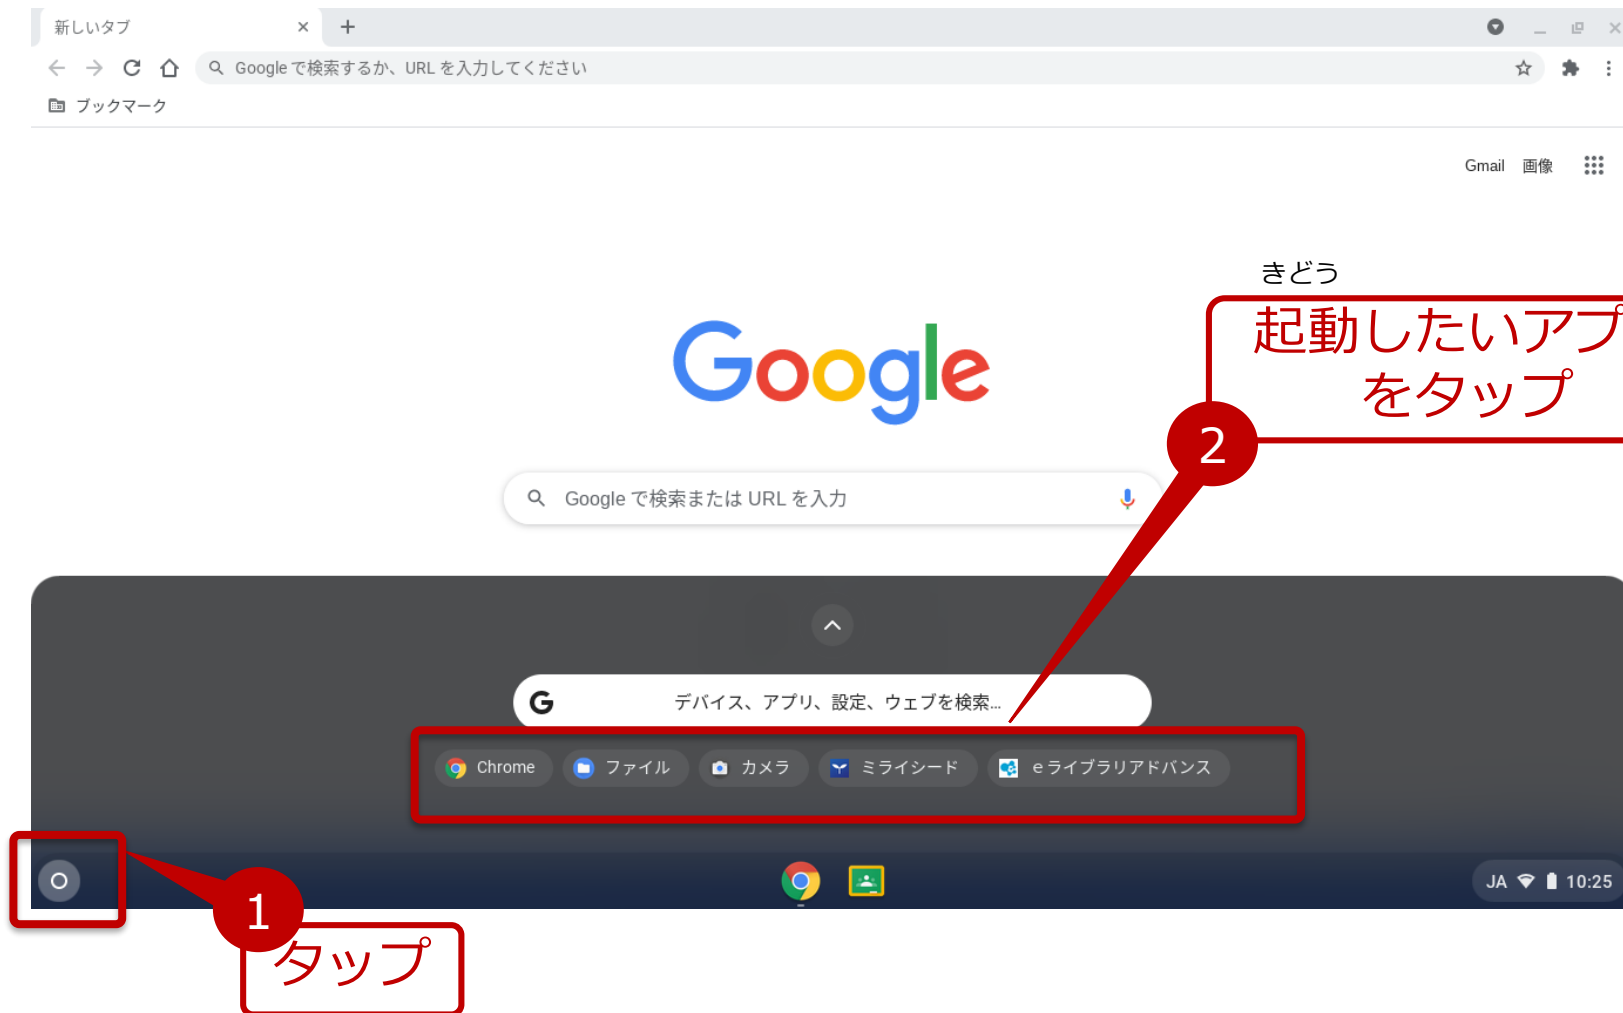 新しいタブ
Google で検索するか、URL を入力してください
ブックマーク
Gmail 画像
きどう
起動したいアプ
をタップ
Google
2
Google で検索または URL を入力
デバイス、アプリ、設定、ウェブを検索...
Chrome ファイル カメラ ミライシード eライブラリアドバンス
JA 10:25
1
タップ